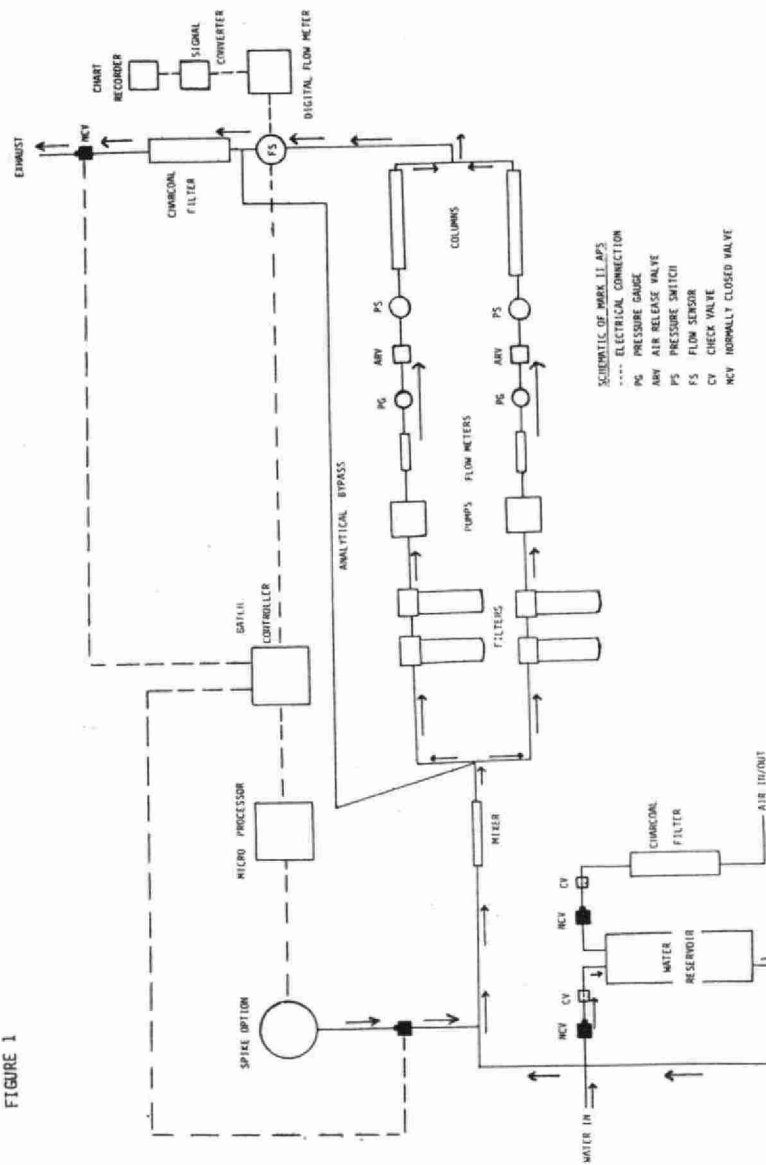 FIGURE 1
EXHAUST
NCV
CHART
RECORDER
SIGNAL
CONVERTER
CHARCOAL
FILTER
FS
DIGITAL FLOW METER
BATCH
CONTROLLER
MICRO PROCESSOR
SPIKE OPTION
ANALYTICAL BYPASS
PG
ARV
PS
FILTERS
PUMPS
FLOW METERS
COLUMNS
PG
ARV
PS
MIXER
WATER IN
NCV
CV
NCV
CV
WATER
RESERVOIR
CHARCOAL
FILTER
AIR IN/OUT
SCHEMATIC OF MARK II APS
---- ELECTRICAL CONNECTION
PG PRESSURE GAUGE
ARV AIR RELEASE VALVE
PS PRESSURE SWITCH
FS FLOW SENSOR
CV CHECK VALVE
NCV NORMALLY CLOSED VALVE